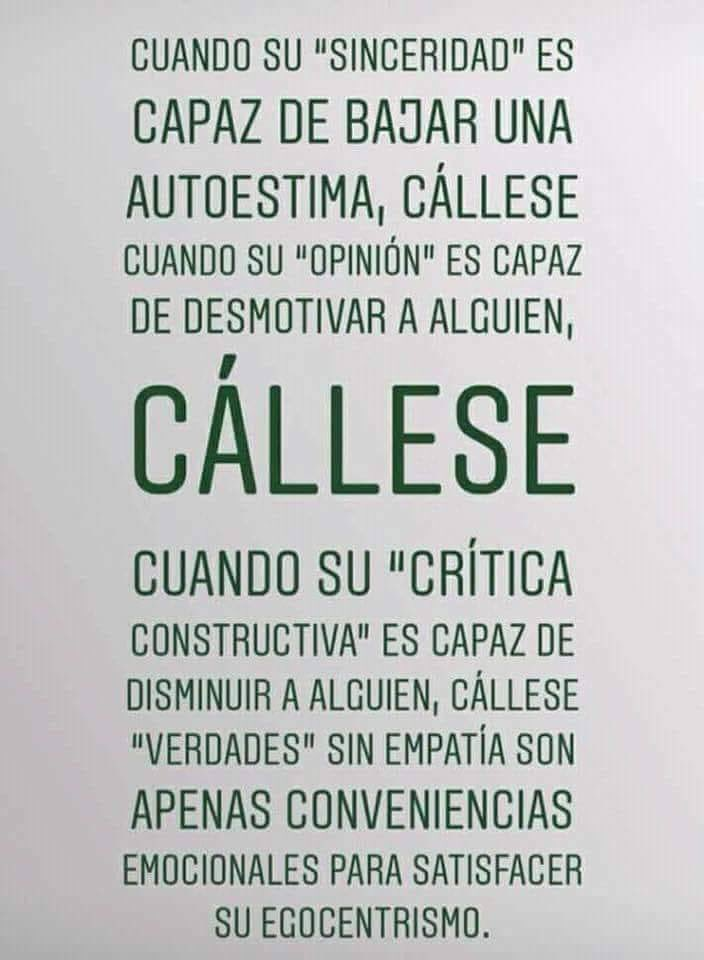 CUANDO SU "SINCERIDAD" ES
CAPAZ DE BAJAR UNA
AUTOESTIMA, CÁLLESE
CUANDO SU "OPINIÓN" ES CAPAZ
DE DESMOTIVAR A ALGUIEN,
CÁLLESE
CUANDO SU "CRÍTICA
CONSTRUCTIVA" ES CAPAZ DE
DISMINUIR A ALGUIEN, CÁLLESE
"VERDADES" SIN EMPATÍA SON
APENAS CONVENIENCIAS
EMOCIONALES PARA SATISFACER
SU EGOCENTRISMO.